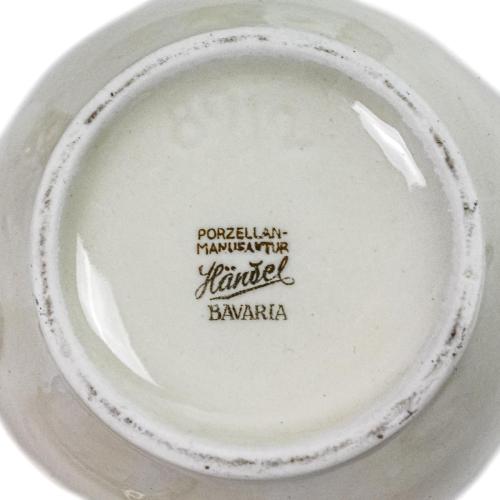 PORZELLAN-
MANUFAKTUR
Händel
BAVARIA